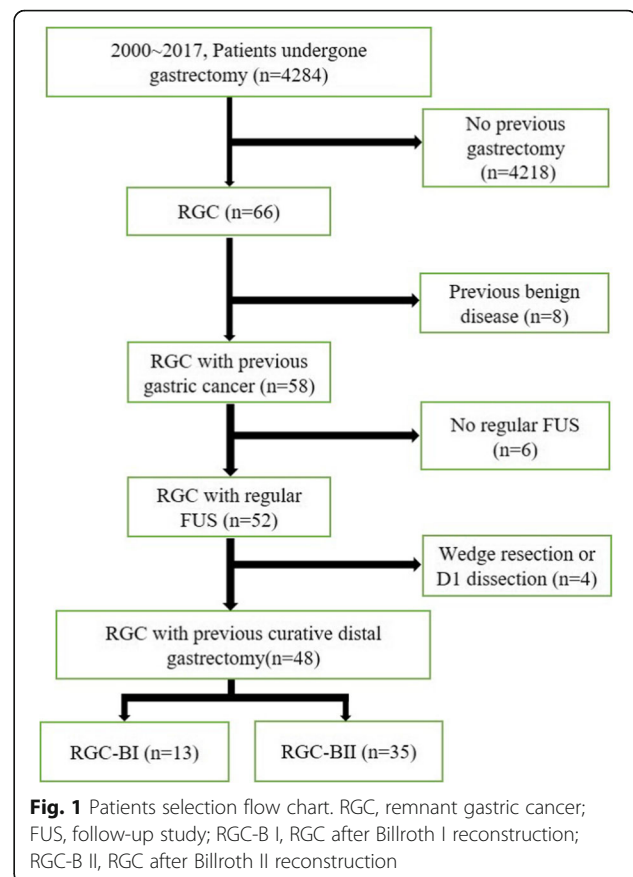 2000~2017, Patients undergone
gastrectomy (n=4284)
No previous
gastrectomy
(n=4218)
RGC (n=66)
Previous benign
disease (n=8)
RGC with previous
gastric cancer (n=58)
No regular FUS
(n=6)
RGC with regular
FUS (n=52)
Wedge resection or
D1 dissection (n=4)
RGC with previous curative distal
gastrectomy(n=48)
RGC-BI (n=13)
RGC-BII (n=35)
Fig. 1 Patients selection flow chart. RGC, remnant gastric cancer;
FUS, follow-up study; RGC-B I, RGC after Billroth I reconstruction;
RGC-B II, RGC after Billroth II reconstruction